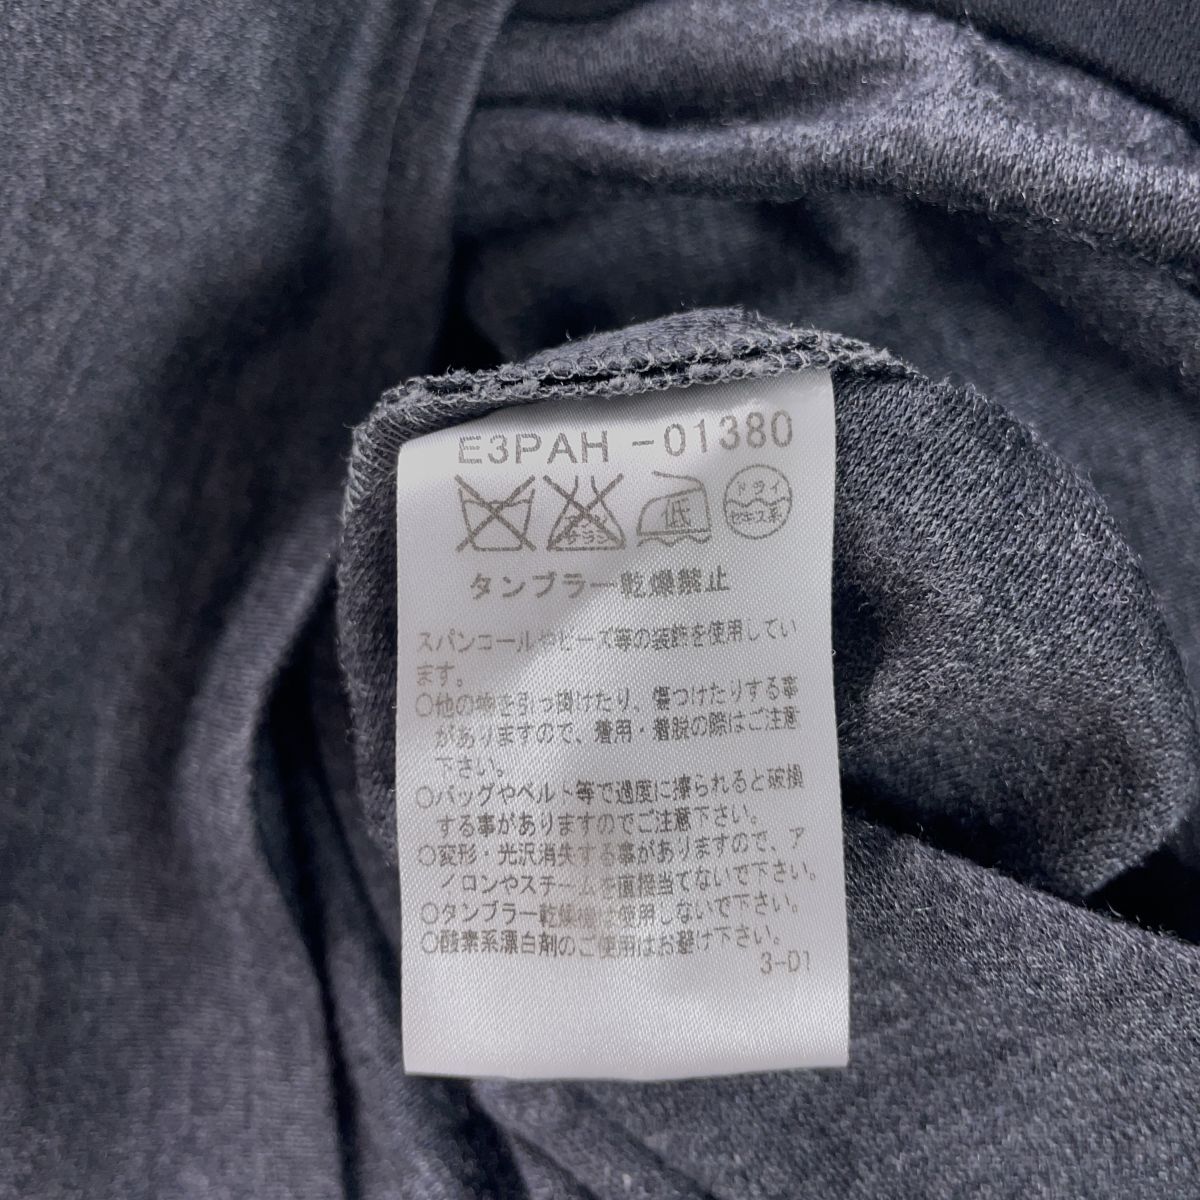 E3PAH -01380
エンソ
サラシ
低
ドライ
セキユ系
タンブラー乾燥禁止
スパンコールやビーズ等の装飾を使用してい
ます。
○他の物を引っ掛けたり、傷つけたりする事
がありますので、着用・着脱の際はご注意
下さい。
○バッグやベルト等で過度に擦られると破損
する事がありますのでご注意下さい。
○変形・光沢消失する事がありますので、ア
イロンやスチームを直接当てないで下さい。
○タンブラー乾燥機は使用しないで下さい。
○酸素系漂白剤のご使用はお避け下さい。
3-D1